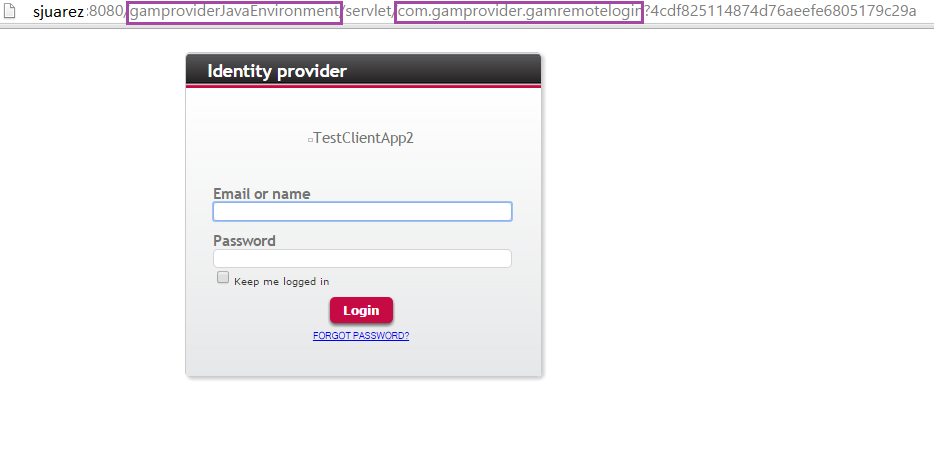 sjuarez:8080/gamproviderJavaEnvironment/servlet/com.gamprovider.gamremotelogin?4cdf825114874d76aeefe6805179c29a
Identity provider
TestClientApp2
Email or name
Password
Keep me logged in
Login
FORGOT PASSWORD?